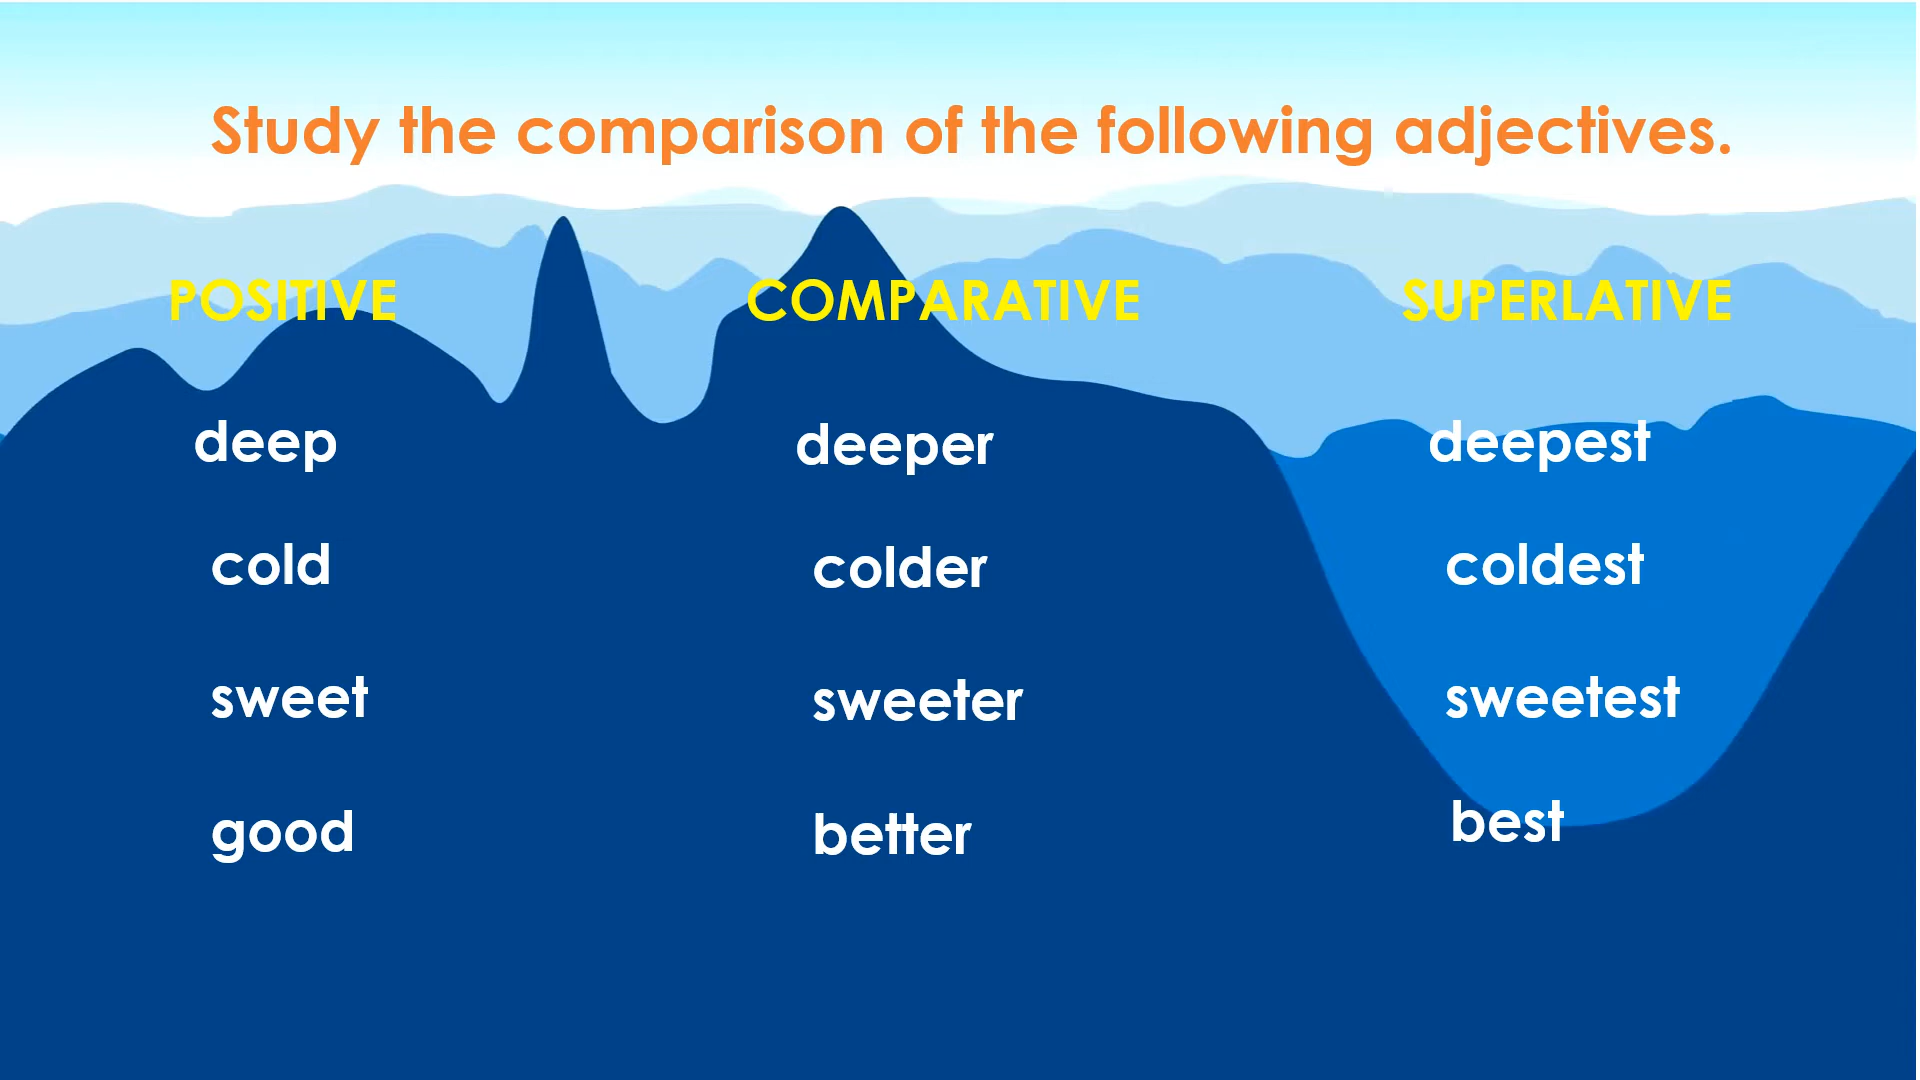 Study the comparison of the following adjectives.
POSITIVE COMPARATIVE SUPERLATIVE
deep deeper deepest
cold colder coldest
sweet sweeter sweetest
good better best